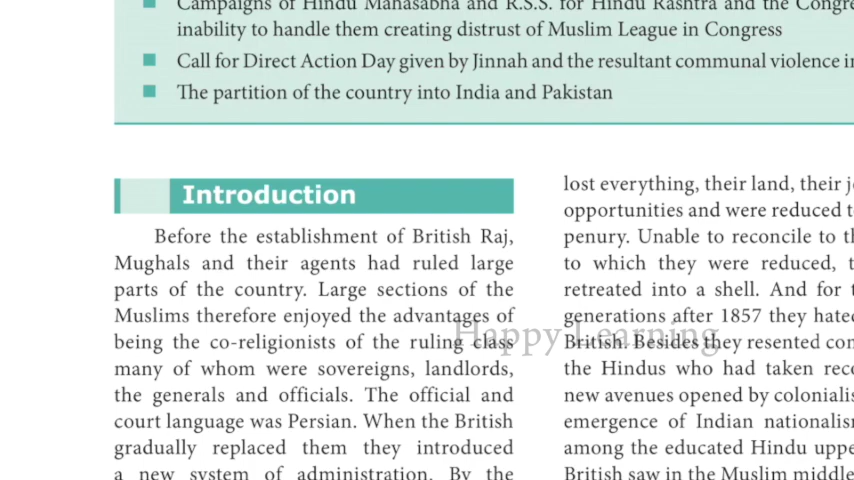 Campaigns of Hindu Mahasabha and R.S.S. for Hindu Rashtra and the
inability to handle them creating distrust of Muslim League in Congress
Call for Direct Action Day given by Jinnah and the resultant communal violence
The partition of the country into India and Pakistan
Introduction
Before the establishment of British Raj,
Mughals and their agents had ruled large
parts of the country. Large sections of the
Muslims therefore enjoyed the advantages of
being the co-religionists of the ruling class
many of whom were sovereigns, landlords,
the generals and officials. The official and
court language was Persian. When the British
gradually replaced them they introduced
a new system of administration. By the
lost everything, their land, their
opportunities and were reduced
penury. Unable to reconcile to
to which they were reduced,
retreated into a shell. And for
generations after 1857 they hated
British. Besides they resented
the Hindus who had taken
new avenues opened by
emergence of Indian
among the educated Hindu
British saw in the Muslim middle
Happy Learning